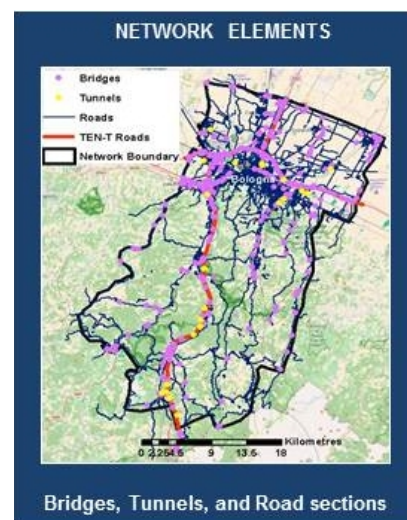 NETWORK ELEMENTS
Bridges
Tunnels
Roads
TEN-T Roads
Network Boundary
Bologna
Kilometres
0 2.25 4.5 9 13.5 18
Bridges, Tunnels, and Road sections